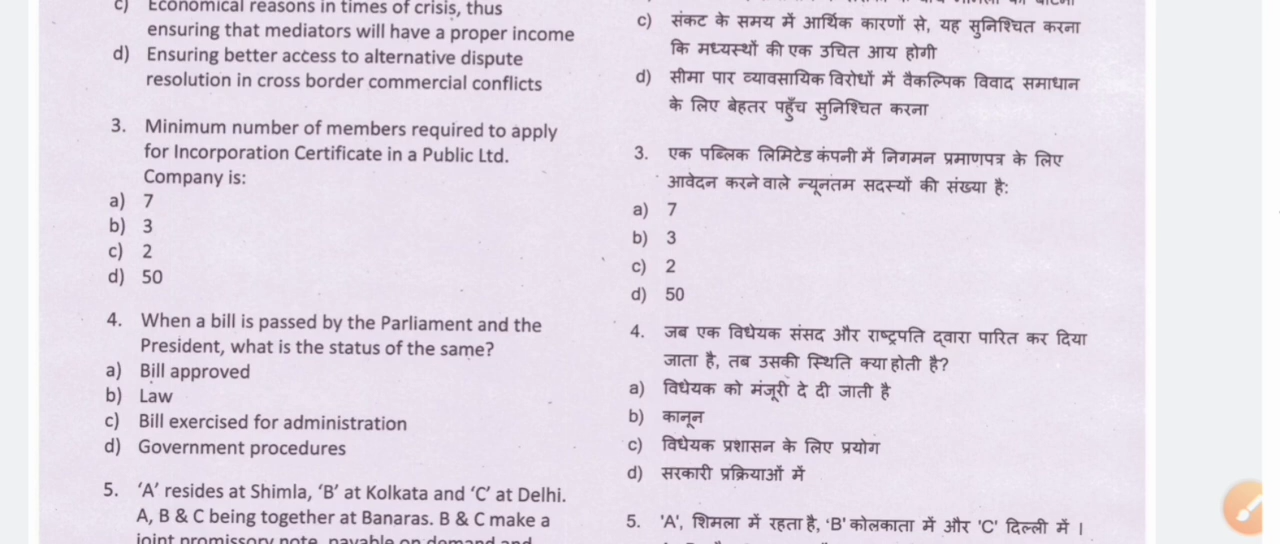 c) Economical reasons in times of crisis, thus
ensuring that mediators will have a proper income
d) Ensuring better access to alternative dispute
resolution in cross border commercial conflicts
3. Minimum number of members required to apply
for Incorporation Certificate in a Public Ltd.
Company is:
a) 7
b) 3
c) 2
d) 50
4. When a bill is passed by the Parliament and the
President, what is the status of the same?
a) Bill approved
b) Law
c) Bill exercised for administration
d) Government procedures
5. ‘A’ resides at Shimla, ‘B’ at Kolkata and ‘C’ at Delhi.
A, B & C being together at Banaras. B & C make a
joint promissory note, payable on demand and
c) संकट के समय में आर्थिक कारणों से, यह सुनिश्चित करना
कि मध्यस्थों की एक उचित आय होगी
d) सीमा पार व्यावसायिक विरोधों में वैकल्पिक विवाद समाधान
के लिए बेहतर पहुँच सुनिश्चित करना
3. एक पब्लिक लिमिटेड कंपनी में निगमन प्रमाणपत्र के लिए
आवेदन करने वाले न्यूनतम सदस्यों की संख्या है:
a) 7
b) 3
c) 2
d) 50
4. जब एक विधेयक संसद और राष्ट्रपति द्वारा पारित कर दिया
जाता है, तब उसकी स्थिति क्या होती है?
a) विधेयक को मंजूरी दे दी जाती है
b) कानून
c) विधेयक प्रशासन के लिए प्रयोग
d) सरकारी प्रक्रियाओं में
5. 'A', शिमला में रहता है, 'B' कोलकाता में और 'C' दिल्ली में ।